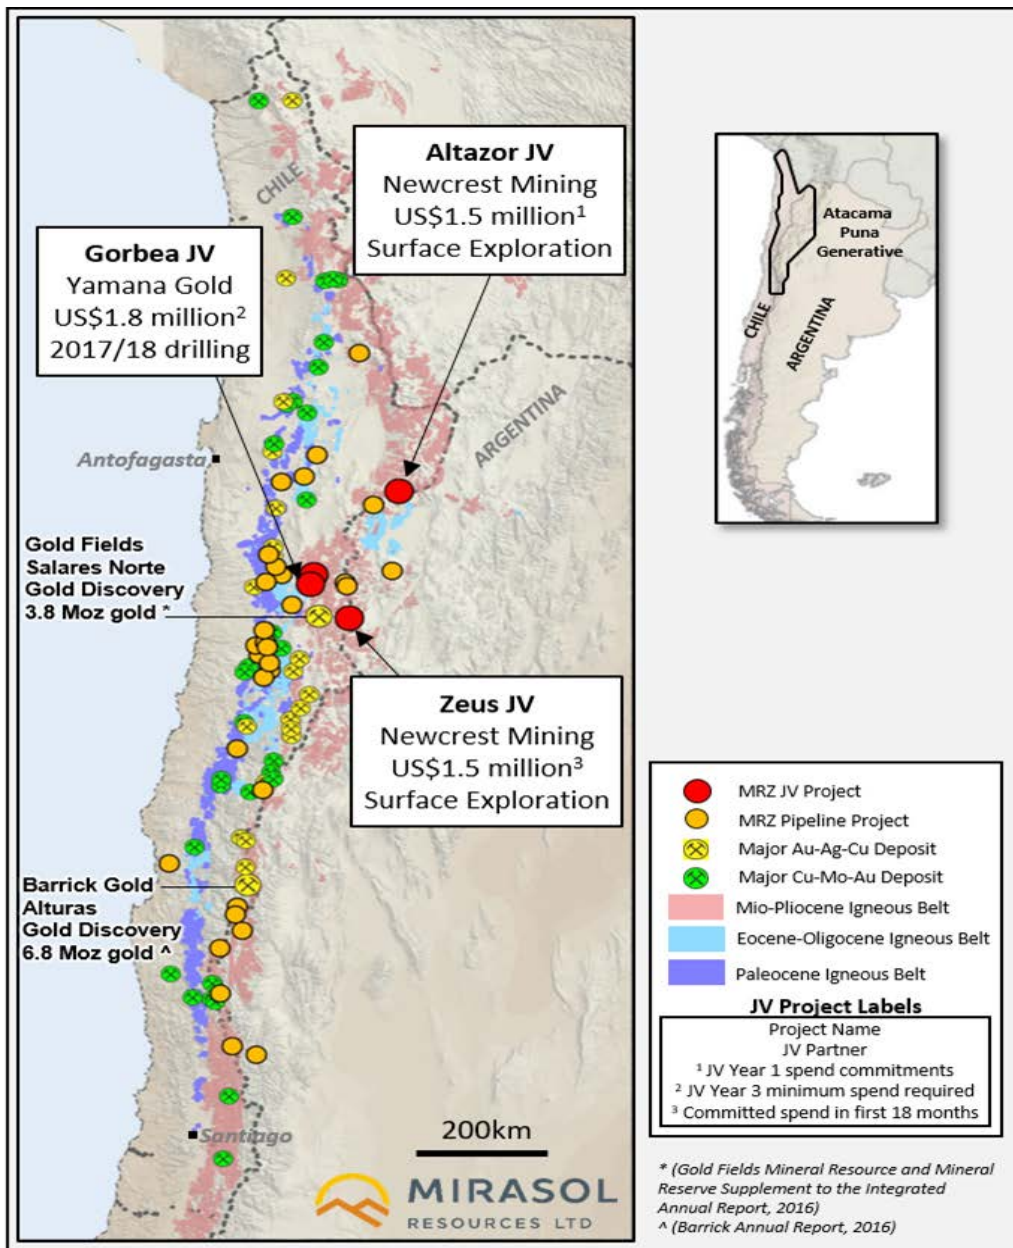 Altazor JV
Newcrest Mining
US$1.5 million¹
Surface Exploration
CHILE
Gorbea JV
Yamana Gold
US$1.8 million²
2017/18 drilling
ARGENTINA
Antofagasta
Gold Fields
Salares Norte
Gold Discovery
3.8 Moz gold *
Zeus JV
Newcrest Mining
US$1.5 million³
Surface Exploration
Barrick Gold
Alturas
Gold Discovery
6.8 Moz gold ^
Santiago
200km
MIRASOL
RESOURCES LTD
Atacama
Puna
Generative
CHILE
ARGENTINA
MRZ JV Project
MRZ Pipeline Project
Major Au-Ag-Cu Deposit
Major Cu-Mo-Au Deposit
Mio-Pliocene Igneous Belt
Eocene-Oligocene Igneous Belt
Paleocene Igneous Belt
JV Project Labels
Project Name
JV Partner
¹ JV Year 1 spend commitments
² JV Year 3 minimum spend required
³ Committed spend in first 18 months
* (Gold Fields Mineral Resource and Mineral
Reserve Supplement to the Integrated
Annual Report, 2016)
^ (Barrick Annual Report, 2016)